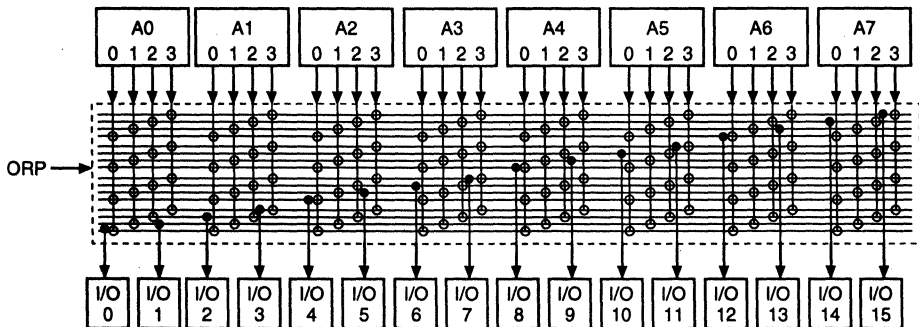 A0 A1 A2 A3 A4 A5 A6 A7
0 1 2 3 0 1 2 3 0 1 2 3 0 1 2 3 0 1 2 3 0 1 2 3 0 1 2 3 0 1 2 3
ORP
I/O I/O I/O I/O I/O I/O I/O I/O I/O I/O I/O I/O I/O I/O I/O I/O
0 1 2 3 4 5 6 7 8 9 10 11 12 13 14 15